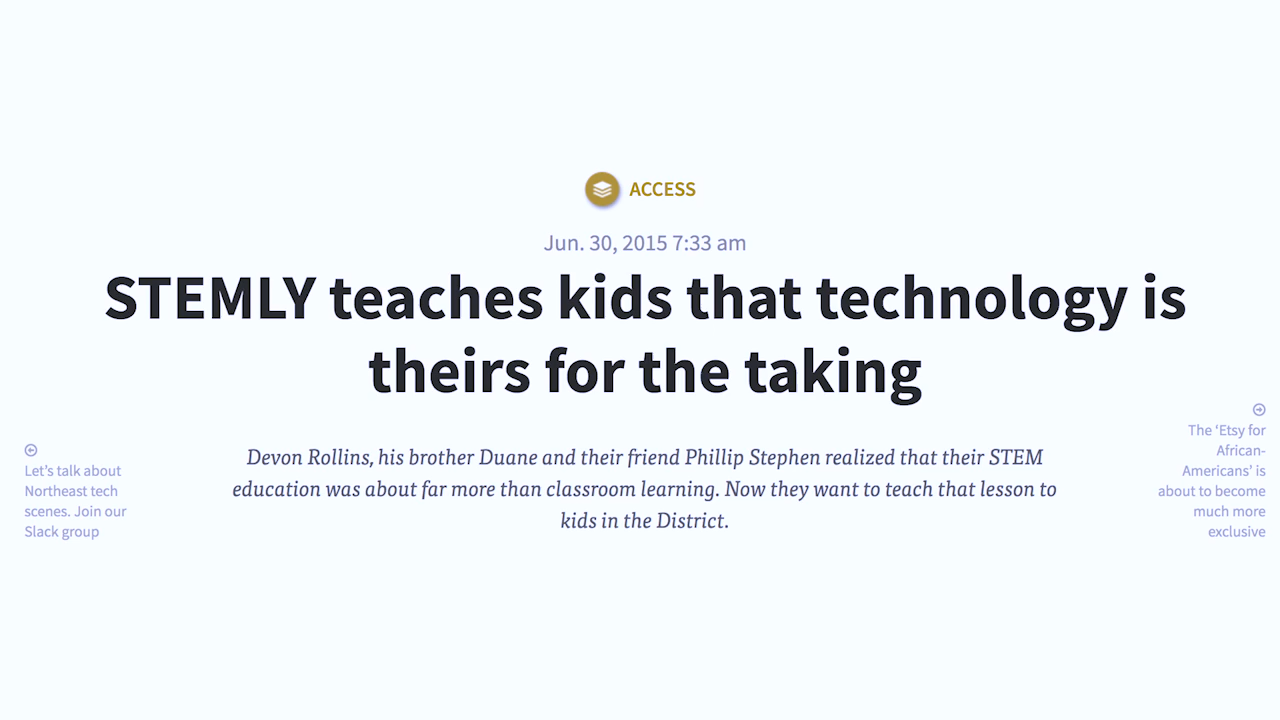 ACCESS
Jun. 30, 2015 7:33 am
STEMLY teaches kids that technology is
theirs for the taking
Devon Rollins, his brother Duane and their friend Phillip Stephen realized that their STEM
education was about far more than classroom learning. Now they want to teach that lesson to
kids in the District.
Let’s talk about
Northeast tech
scenes. Join our
Slack group
The ‘Etsy for
African-
Americans’ is
about to become
much more
exclusive